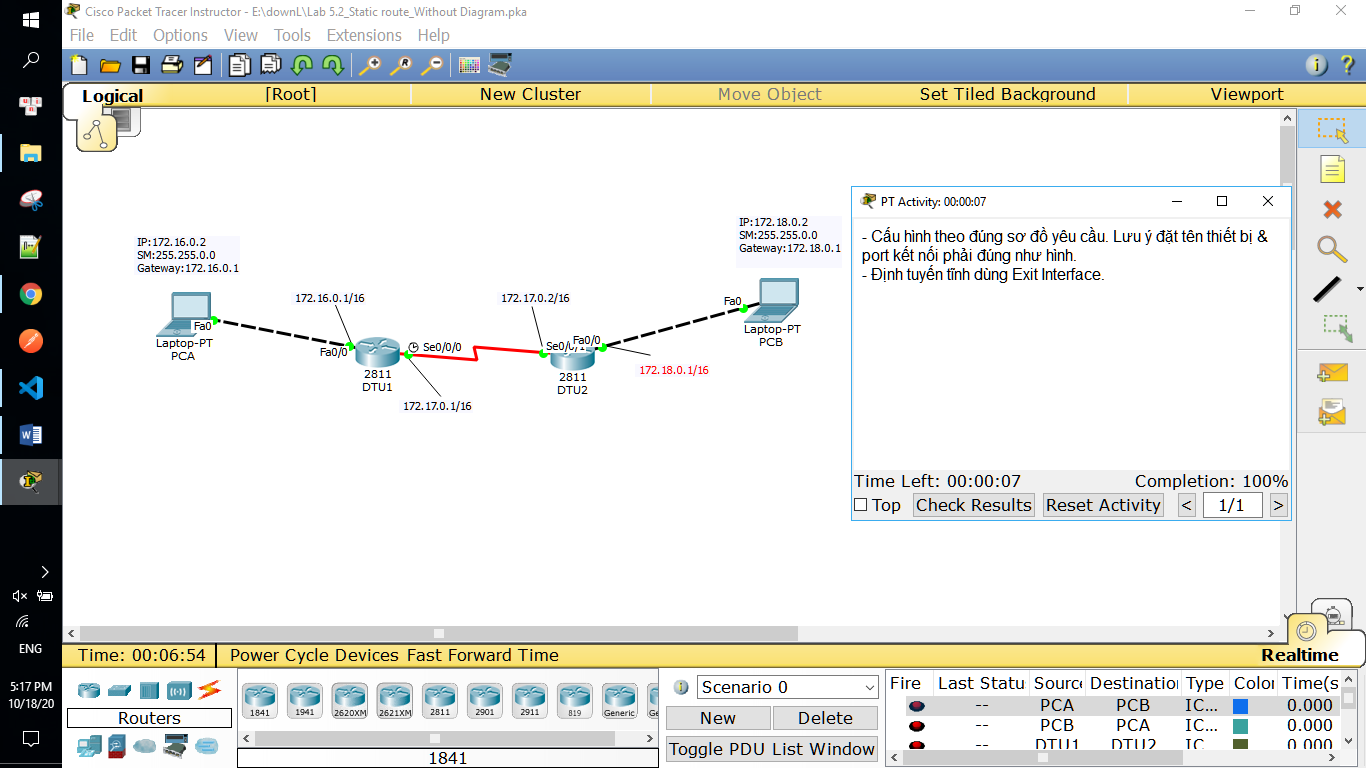 Cisco Packet Tracer Instructor - E:\downL\Lab 5.2_Static route_Without Diagram.pka
File Edit Options View Tools Extensions Help
Logical [Root] New Cluster Move Object Set Tiled Background Viewport
IP:172.16.0.2
SM:255.255.0.0
Gateway:172.16.0.1
IP:172.18.0.2
SM:255.255.0.0
Gateway:172.18.0.1
172.16.0.1/16
172.17.0.2/16
Fa0
Laptop-PT
PCA
Fa0/0
Se0/0/0
2811
DTU1
172.17.0.1/16
Se0/0/1
Fa0/0
2811
DTU2
172.18.0.1/16
Fa0
Laptop-PT
PCB
PT Activity: 00:00:07
- Cấu hình theo đúng sơ đồ yêu cầu. Lưu ý đặt tên thiết bị &
port kết nối phải đúng như hình.
- Định tuyến tĩnh dùng Exit Interface.
Time Left: 00:00:07 Completion: 100%
Top Check Results Reset Activity < 1/1 >
ENG
5:17 PM
10/18/20
Time: 00:06:54 Power Cycle Devices Fast Forward Time Realtime
Routers
1841 1941 2620XM 2621XM 2811 2901 2911 819 Generic
1841
Scenario 0
New Delete
Toggle PDU List Window
Fire Last Statu Source Destination Type Color Time(s
-- PCA PCB IC... 0.000
-- PCB PCA IC... 0.000
-- DTU1 DTU2 IC 0.000